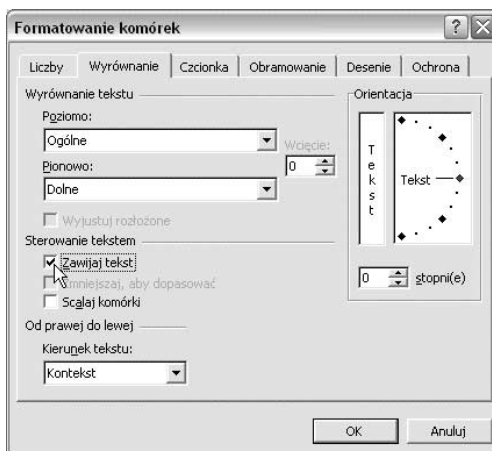 Formatowanie komórek
Liczby Wyrównanie Czcionka Obramowanie Desenie Ochrona
Wyrównanie tekstu
Poziomo:
Ogólne
Wcięcie:
0
Pionowo:
Dolne
Wyjustuj rozłożone
Sterowanie tekstem
Zawijaj tekst
Zmniejszaj, aby dopasować
Scalaj komórki
Od prawej do lewej
Kierunek tekstu:
Kontekst
Orientacja
Tekst
Tekst
0 stopni(e)
OK Anuluj